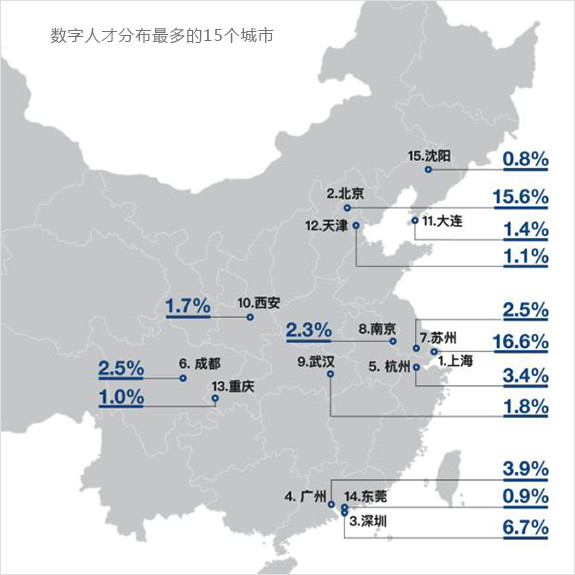 数字人才分布最多的15个城市
15.沈阳
0.8%
2.北京
15.6%
12.天津
11.大连
1.4%
1.1%
1.7%
10.西安
2.5%
2.3%
8.南京
7.苏州
16.6%
2.5%
6. 成都
9.武汉
5. 杭州
1.上海
3.4%
1.0%
13.重庆
1.8%
3.9%
4. 广州
14.东莞
0.9%
3.深圳
6.7%